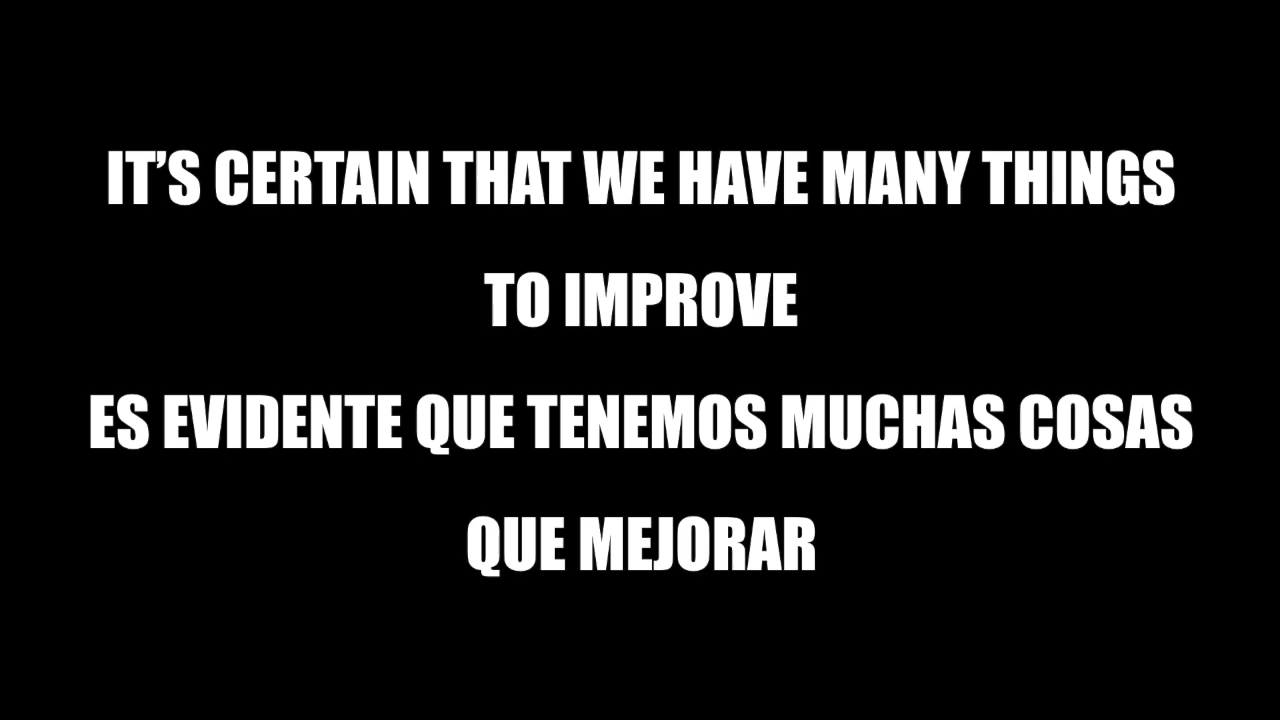 IT’S CERTAIN THAT WE HAVE MANY THINGS
TO IMPROVE
ES EVIDENTE QUE TENEMOS MUCHAS COSAS
QUE MEJORAR